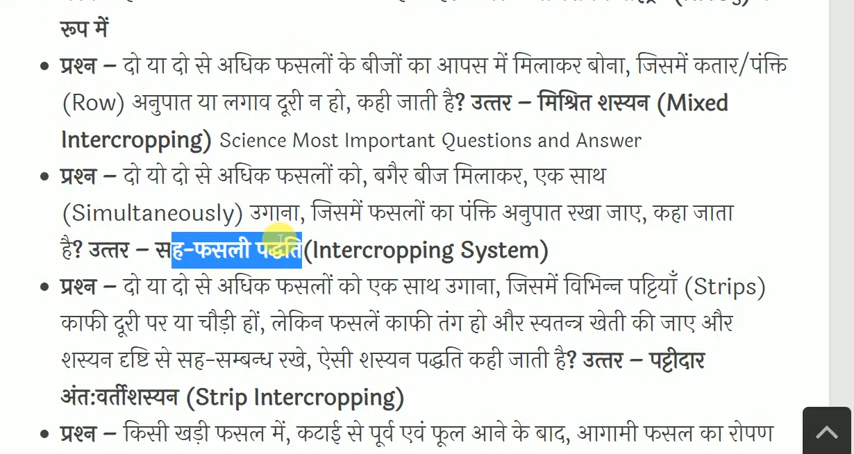 रूप में
• प्रश्न – दो या दो से अधिक फसलों के बीजों का आपस में मिलाकर बोना, जिसमें कतार/पंक्ति
(Row) अनुपात या लगाव दूरी न हो, कही जाती है? उत्तर – मिश्रित शस्यन (Mixed
Intercropping) Science Most Important Questions and Answer
• प्रश्न – दो यो दो से अधिक फसलों को, बगैर बीज मिलाकर, एक साथ
(Simultaneously) उगाना, जिसमें फसलों का पंक्ति अनुपात रखा जाए, कहा जाता
है? उत्तर – सह-फसली पद्धति(Intercropping System)
• प्रश्न – दो या दो से अधिक फसलों को एक साथ उगाना, जिसमें विभिन्न पट्टियाँ (Strips)
काफी दूरी पर या चौड़ी हों, लेकिन फसलें काफी तंग हो और स्वतन्त्र खेती की जाए और
शस्यन दृष्टि से सह-सम्बन्ध रखे, ऐसी शस्यन पद्धति कही जाती है? उत्तर – पट्टीदार
अंत:वर्तीशस्यन (Strip Intercropping)
• प्रश्न – किसी खड़ी फसल में, कटाई से पूर्व एवं फूल आने के बाद, आगामी फसल का रोपण